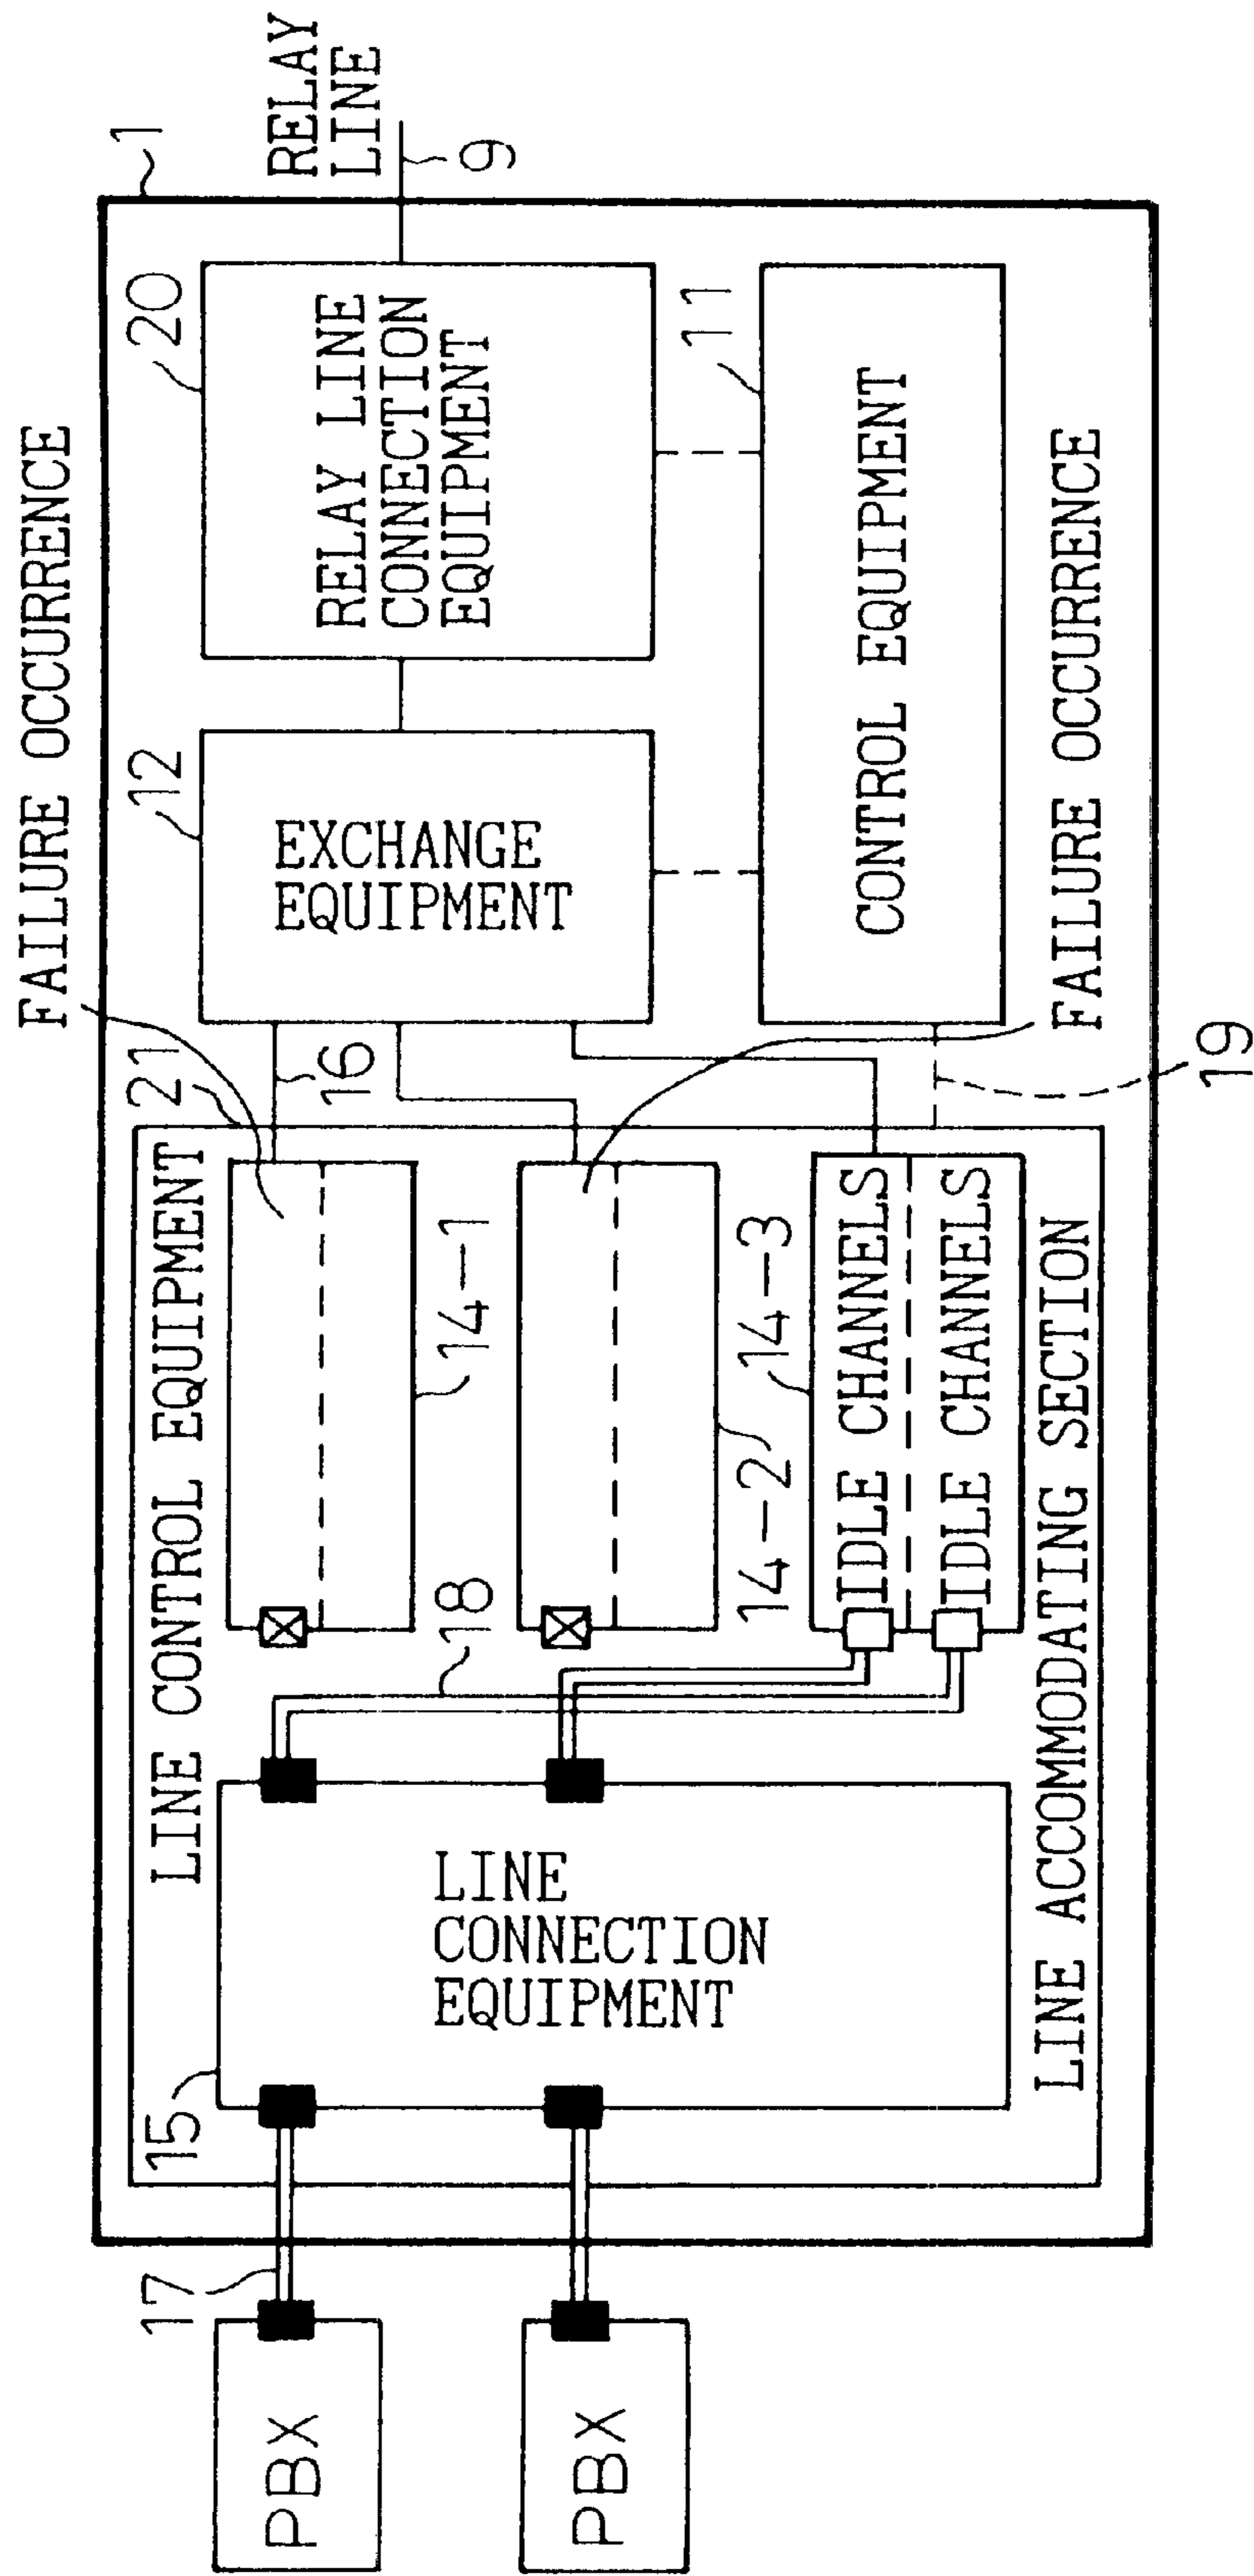 FAILURE OCCURRENCE
1
RELAY
LINE
9
21
12
20
LINE CONTROL EQUIPMENT
16
EXCHANGE
EQUIPMENT
RELAY LINE
CONNECTION
EQUIPMENT
17
15
18
14-1
PBX
PBX
LINE
CONNECTION
EQUIPMENT
14-2
14-3
11
IDLE CHANNELS
IDLE CHANNELS
CONTROL EQUIPMENT
LINE ACCOMMODATING SECTION
FAILURE OCCURRENCE
19